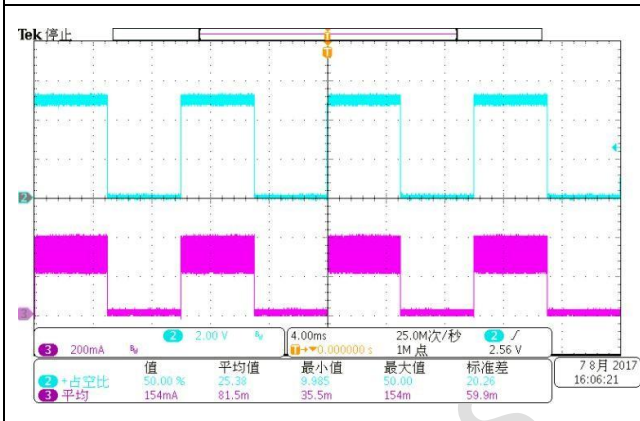 Tek 停止
T
T
2
3
2 2.00 V BW 4.00ms 25.0M次/秒 2 2.56 V
3 200mA BW T→▼0.000000 s 1M 点
值 平均值 最小值 最大值 标准差
2 +占空比 50.00 % 25.38 9.985 50.00 20.26
3 平均 154mA 81.5m 35.5m 154m 59.9m
7 8月 2017
16:06:21